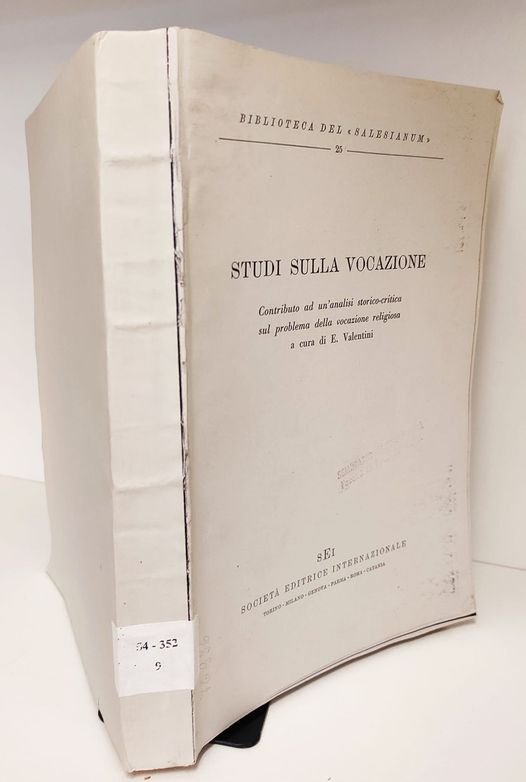 BIBLIOTECA DEL «SALESIANUM»
25
STUDI SULLA VOCAZIONE
Contributo ad un'analisi storico-critica
sul problema della vocazione religiosa
a cura di E. Valentini
SEI
SOCIETÀ EDITRICE INTERNAZIONALE
TORINO - MILANO - GENOVA - PARMA - ROMA - CATANIA
54 - 352
9